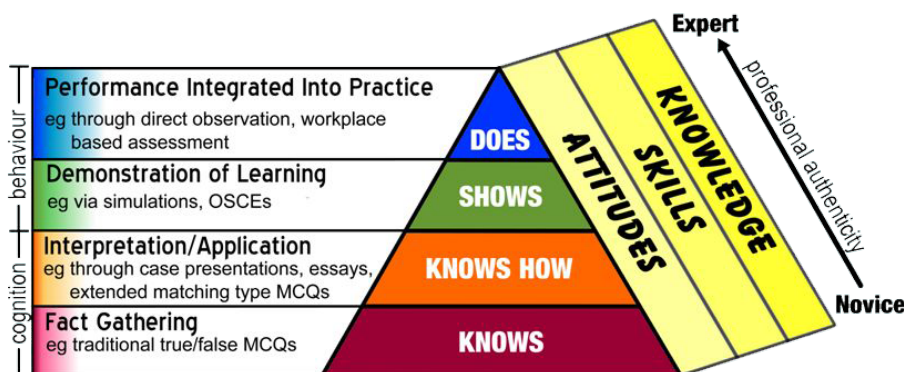 Expert
Performance Integrated Into Practice
eg through direct observation, workplace
based assessment
DOES
Demonstration of Learning
eg via simulations, OSCEs
SHOWS
Interpretation/Application
eg through case presentations, essays,
extended matching type MCQs
KNOWS HOW
Fact Gathering
eg traditional true/false MCQs
KNOWS
behaviour
cognition
ATTITUDES
SKILLS
KNOWLEDGE
professional authenticity
Novice